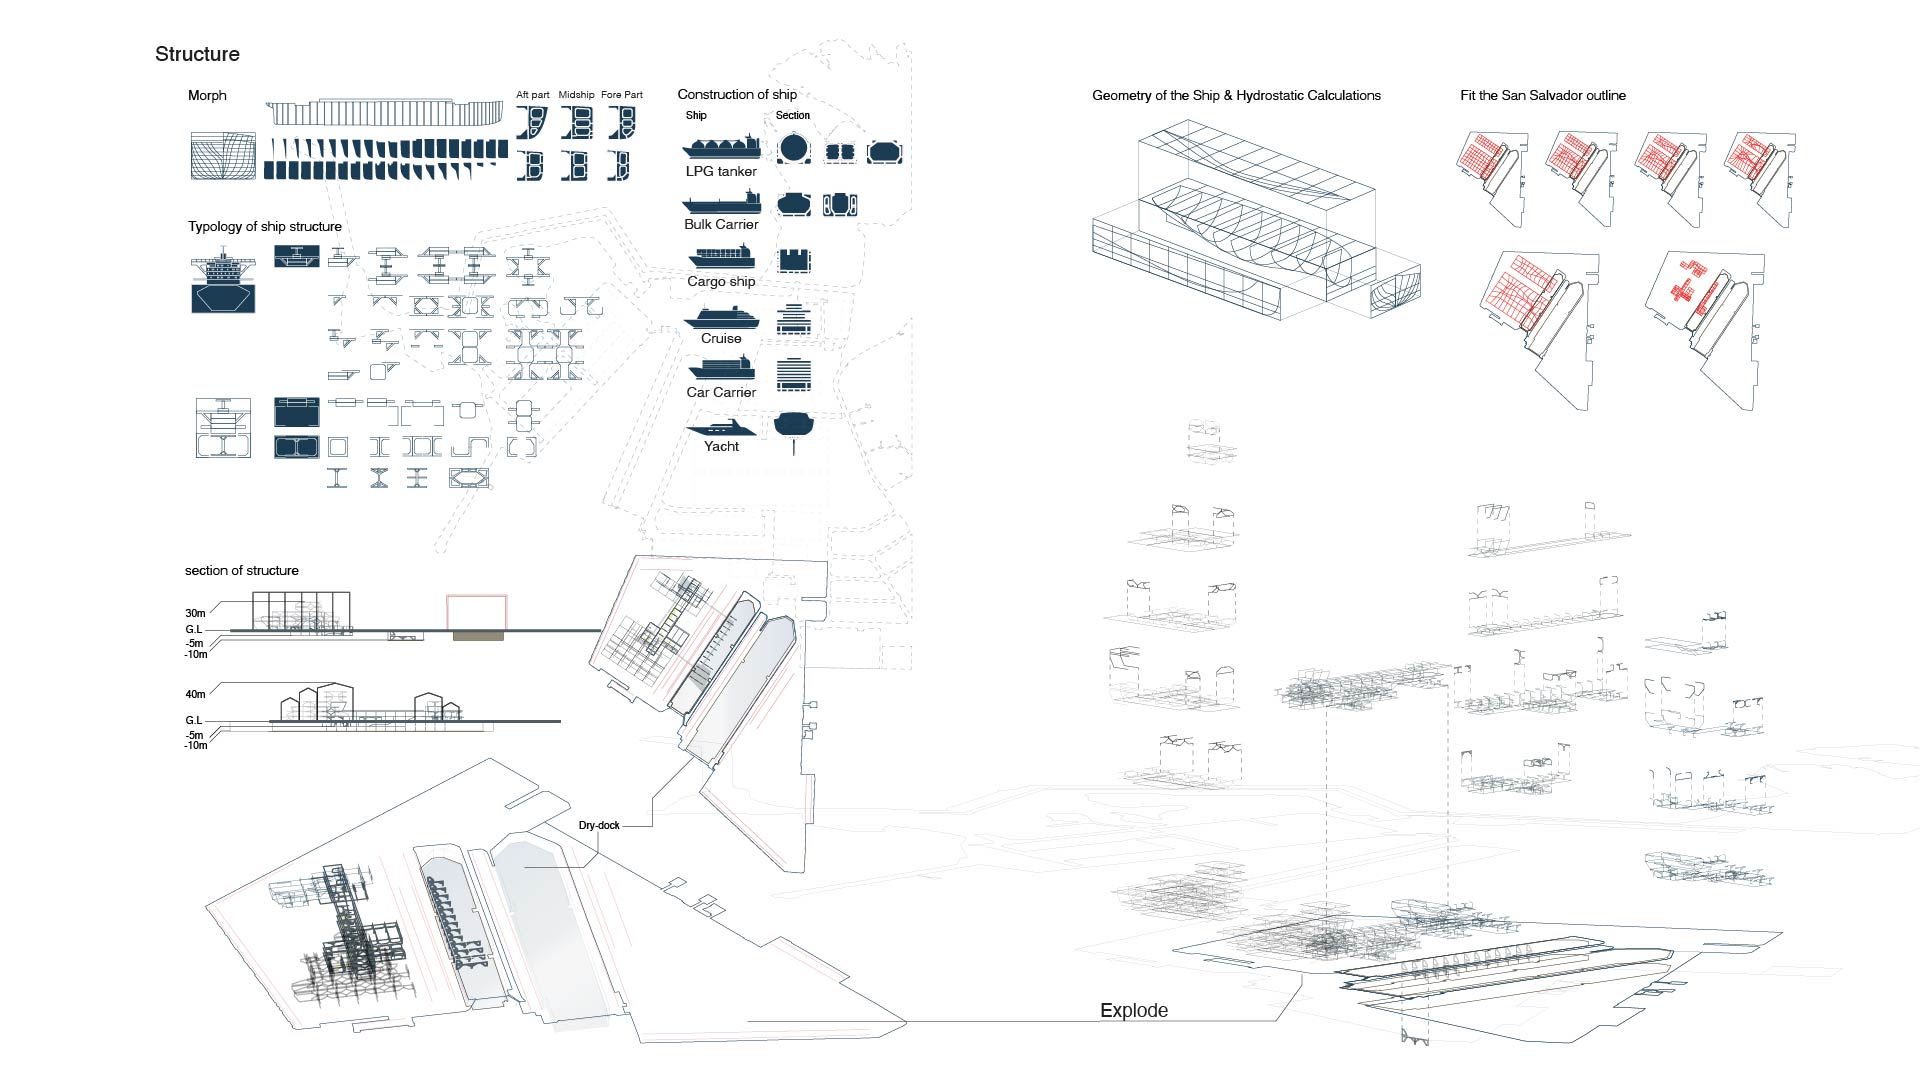 Structure
Morph
Aft part
Midship
Fore Part
Typology of ship structure
Construction of ship
Ship
Section
LPG tanker
Bulk Carrier
Cargo ship
Cruise
Car Carrier
Yacht
Geometry of the Ship & Hydrostatic Calculations
Fit the San Salvador outline
section of structure
30m
G.L
-5m
-10m
40m
G.L
-5m
-10m
Dry-dock
Explode